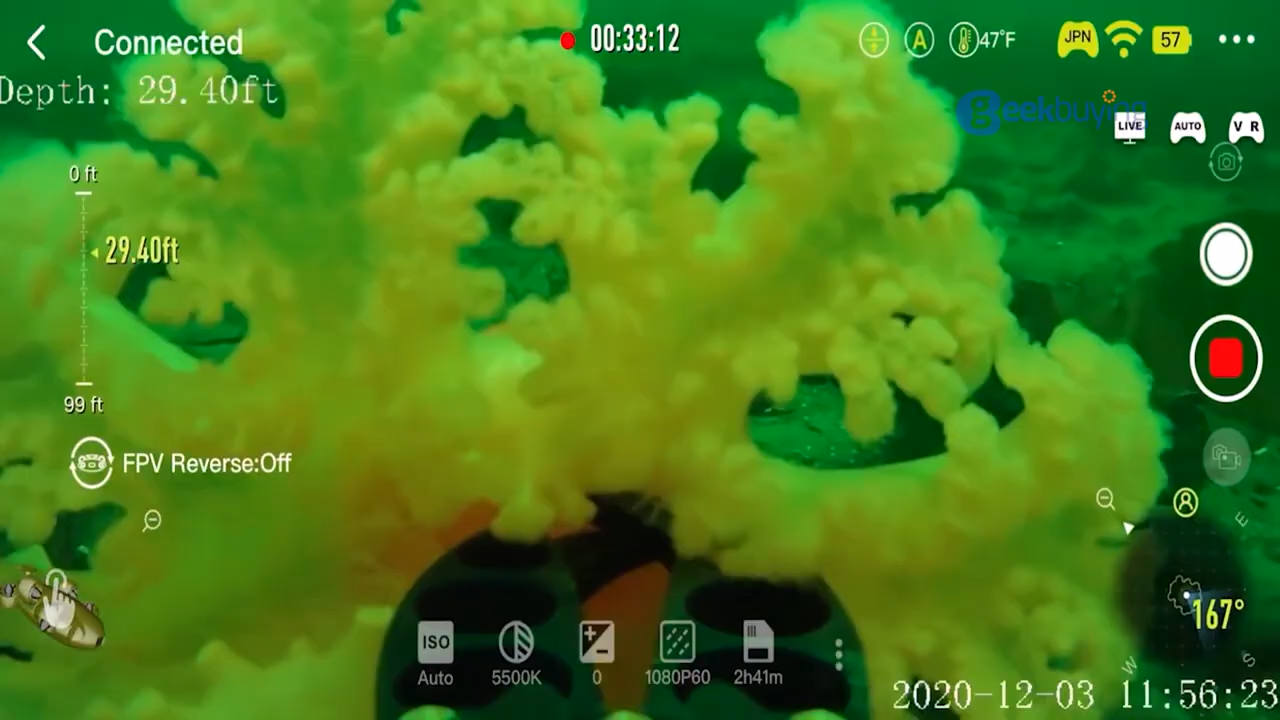 Connected
00:33:12
A
47°F
JPN
57
Depth: 29.40ft
geekbuying
LIVE
AUTO
V R
0 ft
29.40ft
99 ft
FPV Reverse:Off
E
167°
W
S
ISO
Auto
5500K
0
1080P60
2h41m
2020-12-03 11:56:23